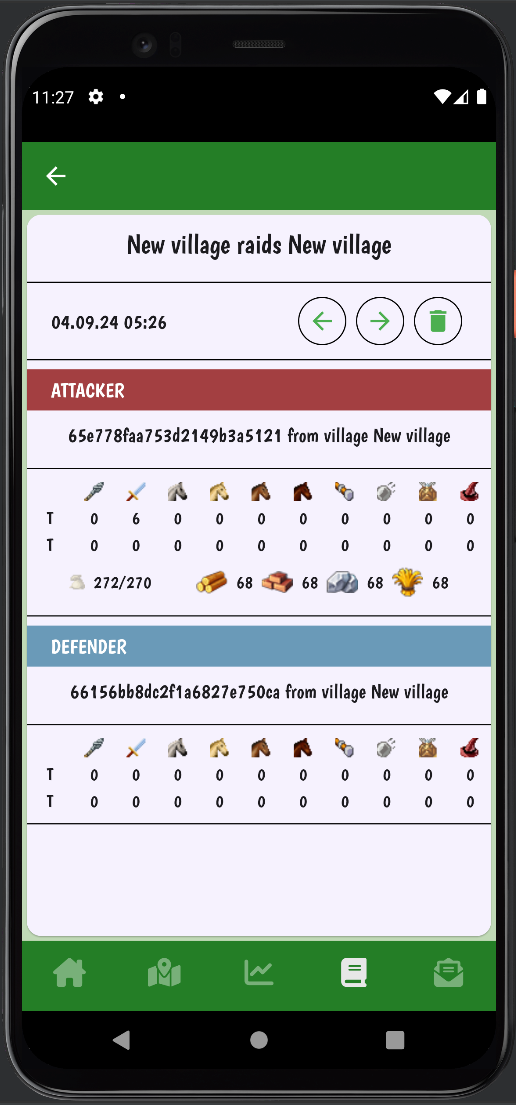 11:27
New village raids New village
04.09.24 05:26
ATTACKER
65e778faa753d2149b3a5121 from village New village
T 0 6 0 0 0 0 0 0 0 0
T 0 0 0 0 0 0 0 0 0 0
272/270 68 68 68 68
DEFENDER
66156bb8dc2f1a6827e750ca from village New village
T 0 0 0 0 0 0 0 0 0 0
T 0 0 0 0 0 0 0 0 0 0